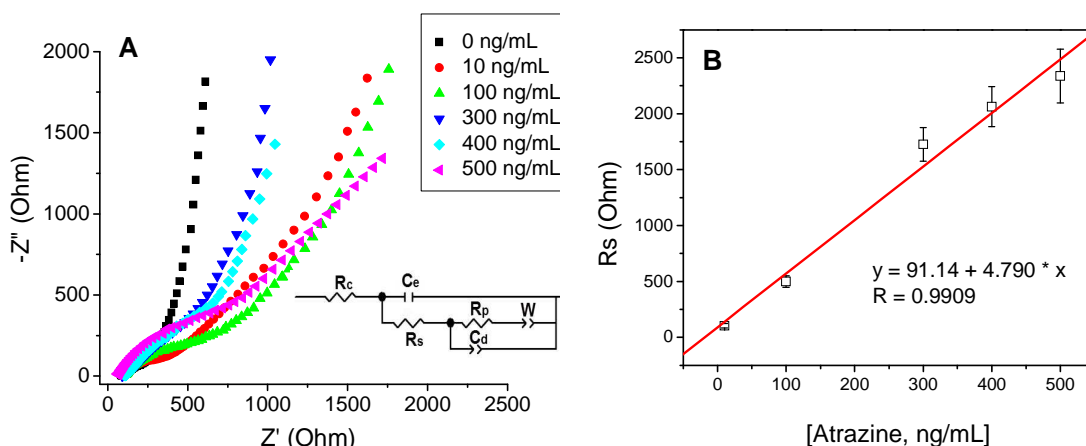 A
0 ng/mL
10 ng/mL
100 ng/mL
300 ng/mL
400 ng/mL
500 ng/mL
2000
1500
1000
500
0
-Z'' (Ohm)
0 500 1000 1500 2000 2500
Z' (Ohm)
Rc
Ce
Rs
Rp
W
Cd
B
2500
2000
1500
1000
500
0
Rs (Ohm)
y = 91.14 + 4.790 * x
R = 0.9909
0 100 200 300 400 500
[Atrazine, ng/mL]